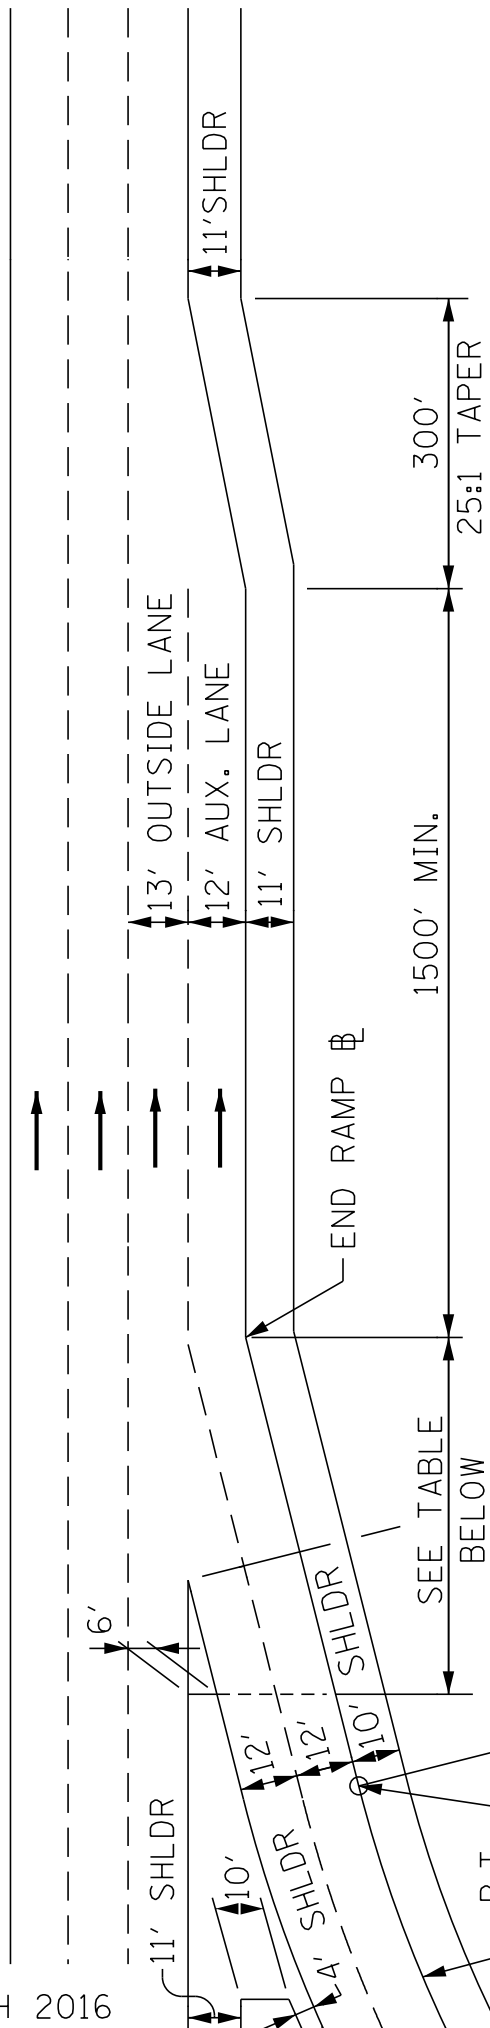 11'SHLDR
300'
25:1 TAPER
13' OUTSIDE LANE
12' AUX. LANE
11' SHLDR
1500' MIN.
END RAMP
SEE TABLE
BELOW
6'
SHLDR
10'
12'
12'
11' SHLDR
10'
4' SHLDR
2016